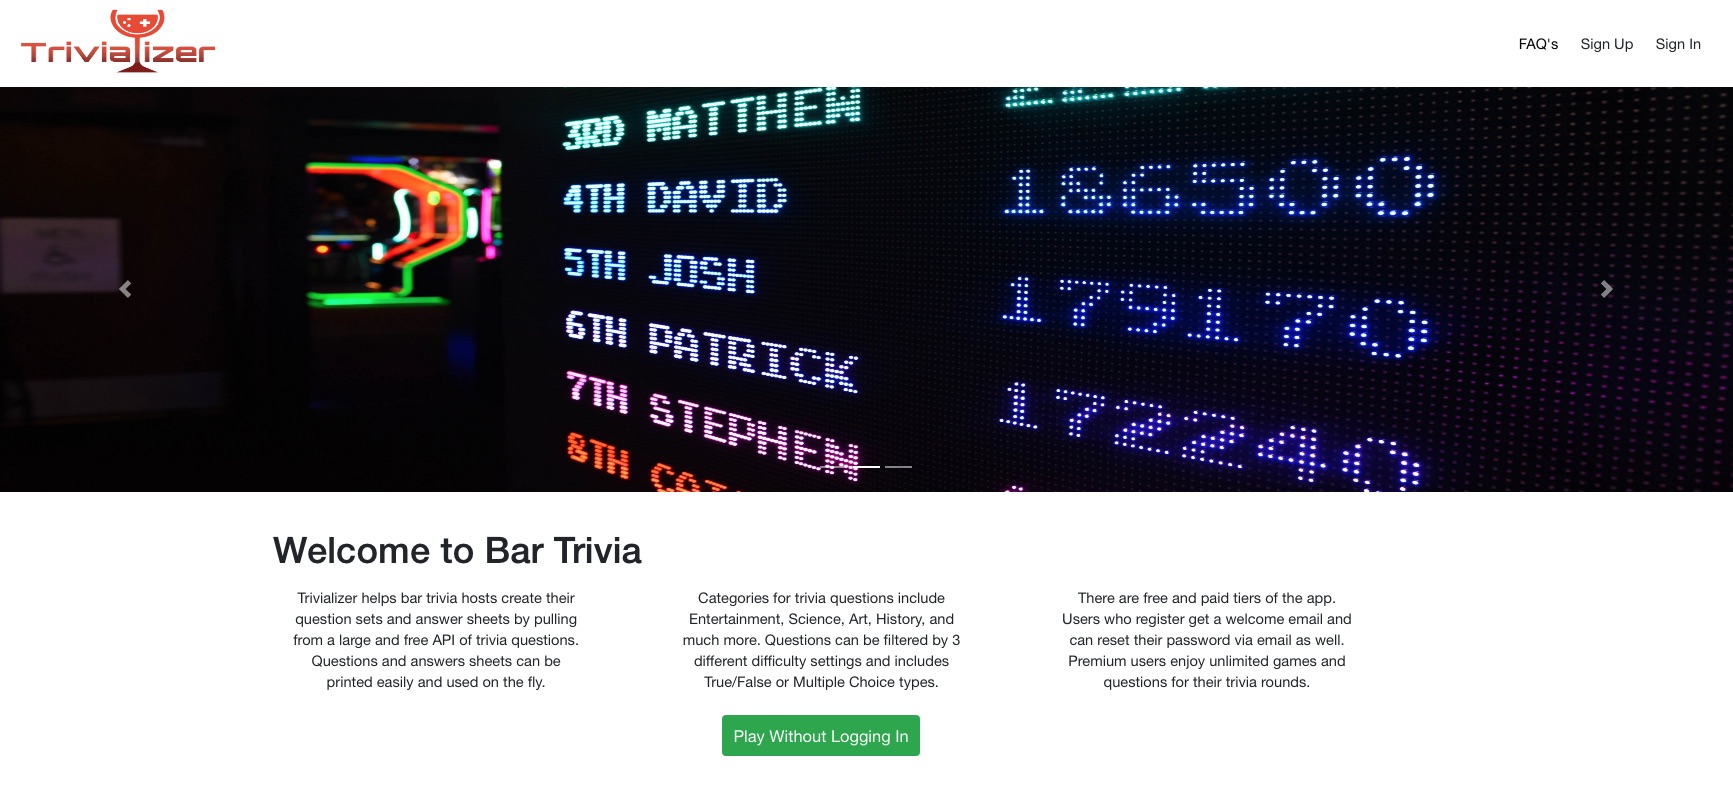 Trivializer
FAQ's Sign Up Sign In
3RD MATTHEW
4TH DAVID 186500
5TH JOSH 179170
6TH PATRICK 172240
7TH STEPHEN
8TH
Welcome to Bar Trivia
Trivializer helps bar trivia hosts create their
question sets and answer sheets by pulling
from a large and free API of trivia questions.
Questions and answers sheets can be
printed easily and used on the fly.
Categories for trivia questions include
Entertainment, Science, Art, History, and
much more. Questions can be filtered by 3
different difficulty settings and includes
True/False or Multiple Choice types.
There are free and paid tiers of the app.
Users who register get a welcome email and
can reset their password via email as well.
Premium users enjoy unlimited games and
questions for their trivia rounds.
Play Without Logging In